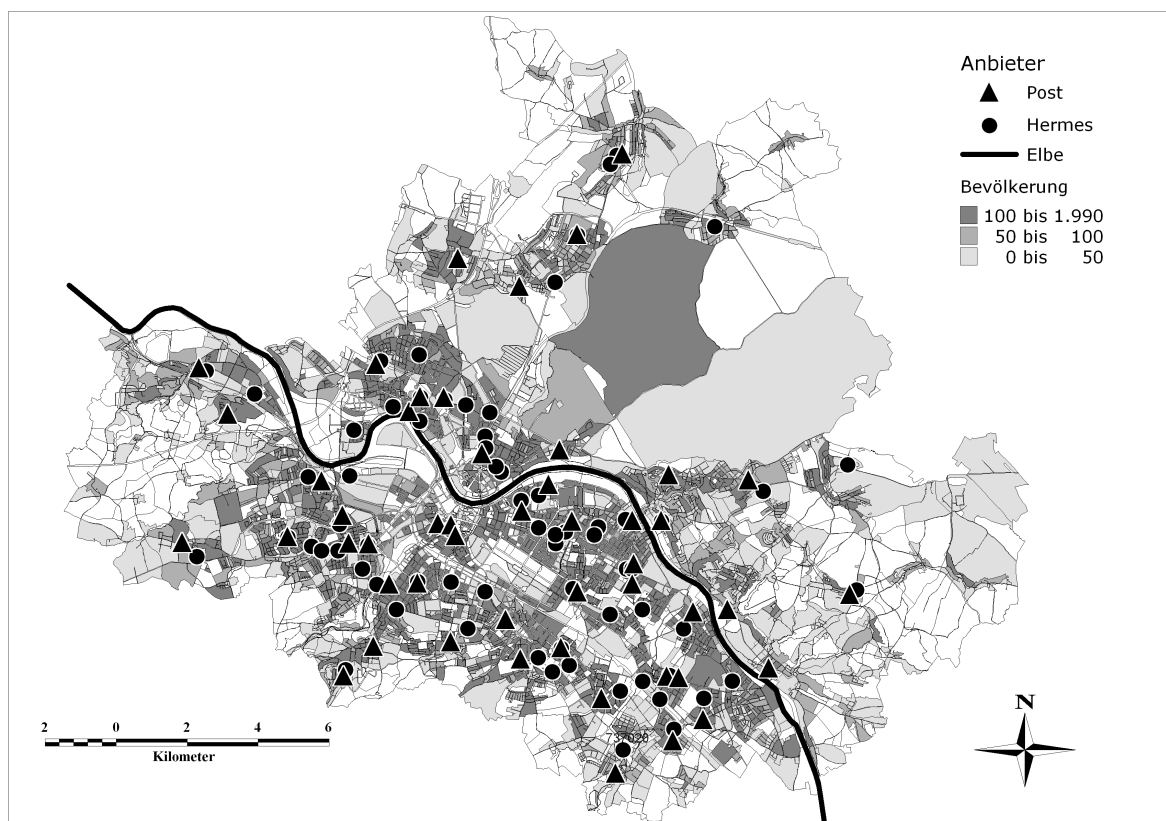 Anbieter
Post
Hermes
Elbe
Bevölkerung
100 bis 1.990
50 bis 100
0 bis 50
737020
N
2 0 2 4 6
Kilometer